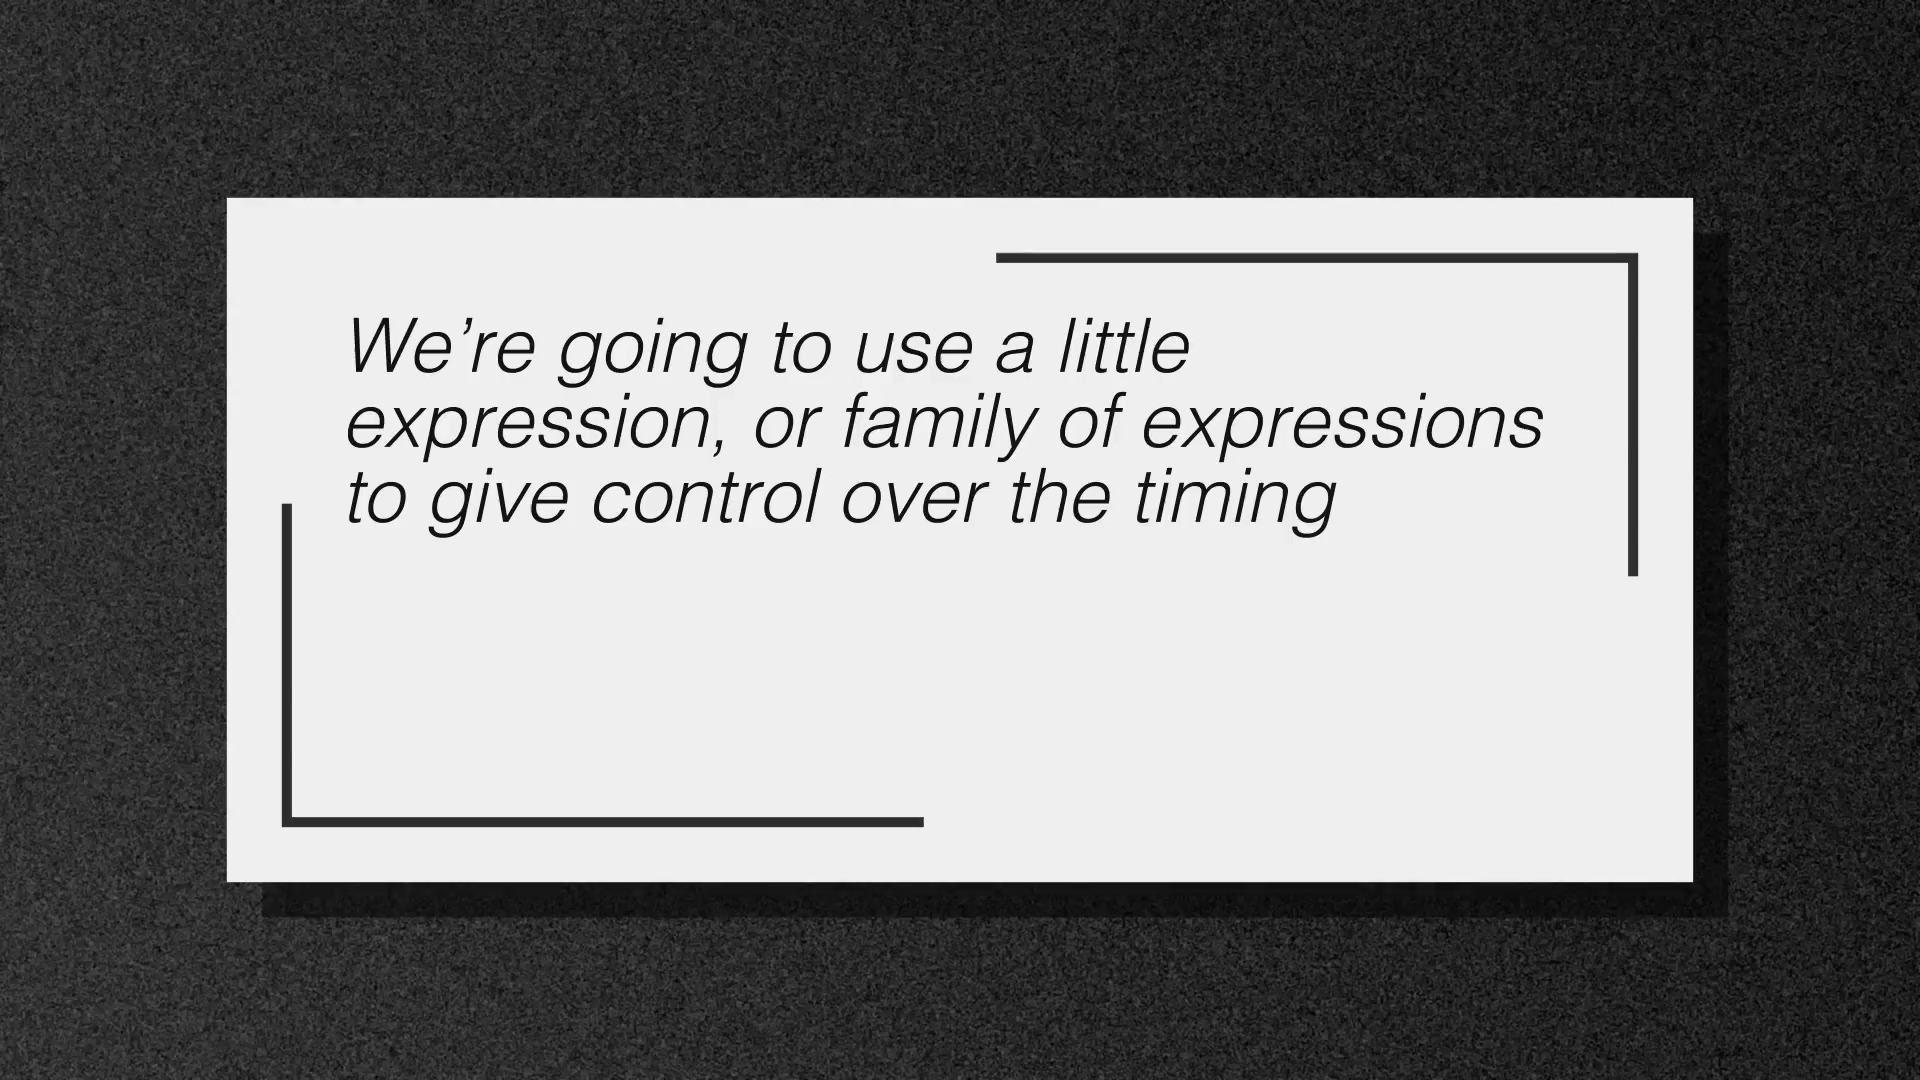 We’re going to use a little
expression, or family of expressions
to give control over the timing